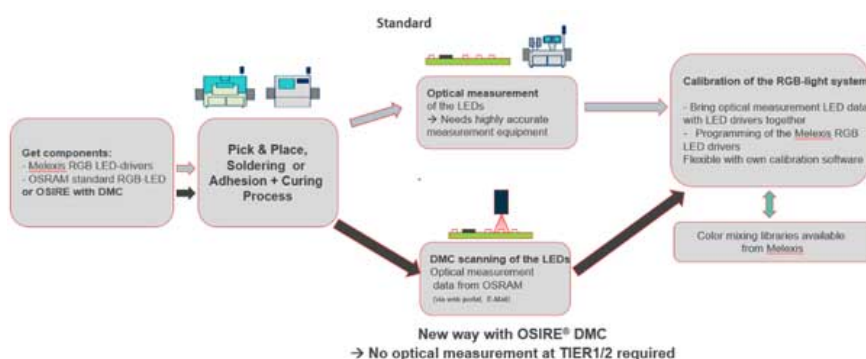 Standard
Get components:
- Melexis RGB LED-drivers
- OSRAM standard RGB-LED
or OSIRE with DMC
Pick & Place,
Soldering or
Adhesion + Curing
Process
Optical measurement
of the LEDs
→ Needs highly accurate
measurement equipment
DMC scanning of the LEDs
Optical measurement
data from OSRAM
(via web portal, E-Mail)
Calibration of the RGB-light system
- Bring optical measurement LED data
with LED drivers together
- Programming of the Melexis RGB
LED drivers
Flexible with own calibration software
Color mixing libraries available
from Melexis
New way with OSIRE® DMC
→ No optical measurement at TIER1/2 required